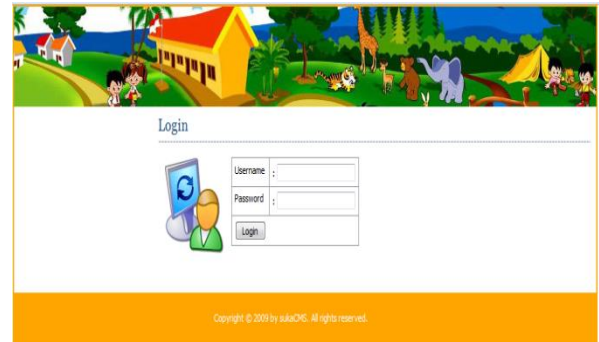 Login
Username :
Password :
Login
Copyright © 2009 by sukaCMS. All rights reserved.